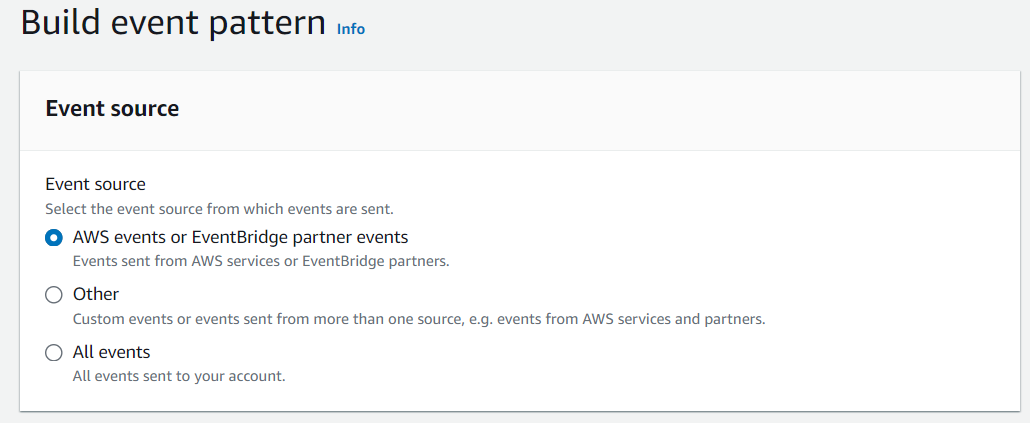 Build event pattern Info
Event source
Event source
Select the event source from which events are sent.
AWS events or EventBridge partner events
Events sent from AWS services or EventBridge partners.
Other
Custom events or events sent from more than one source, e.g. events from AWS services and partners.
All events
All events sent to your account.